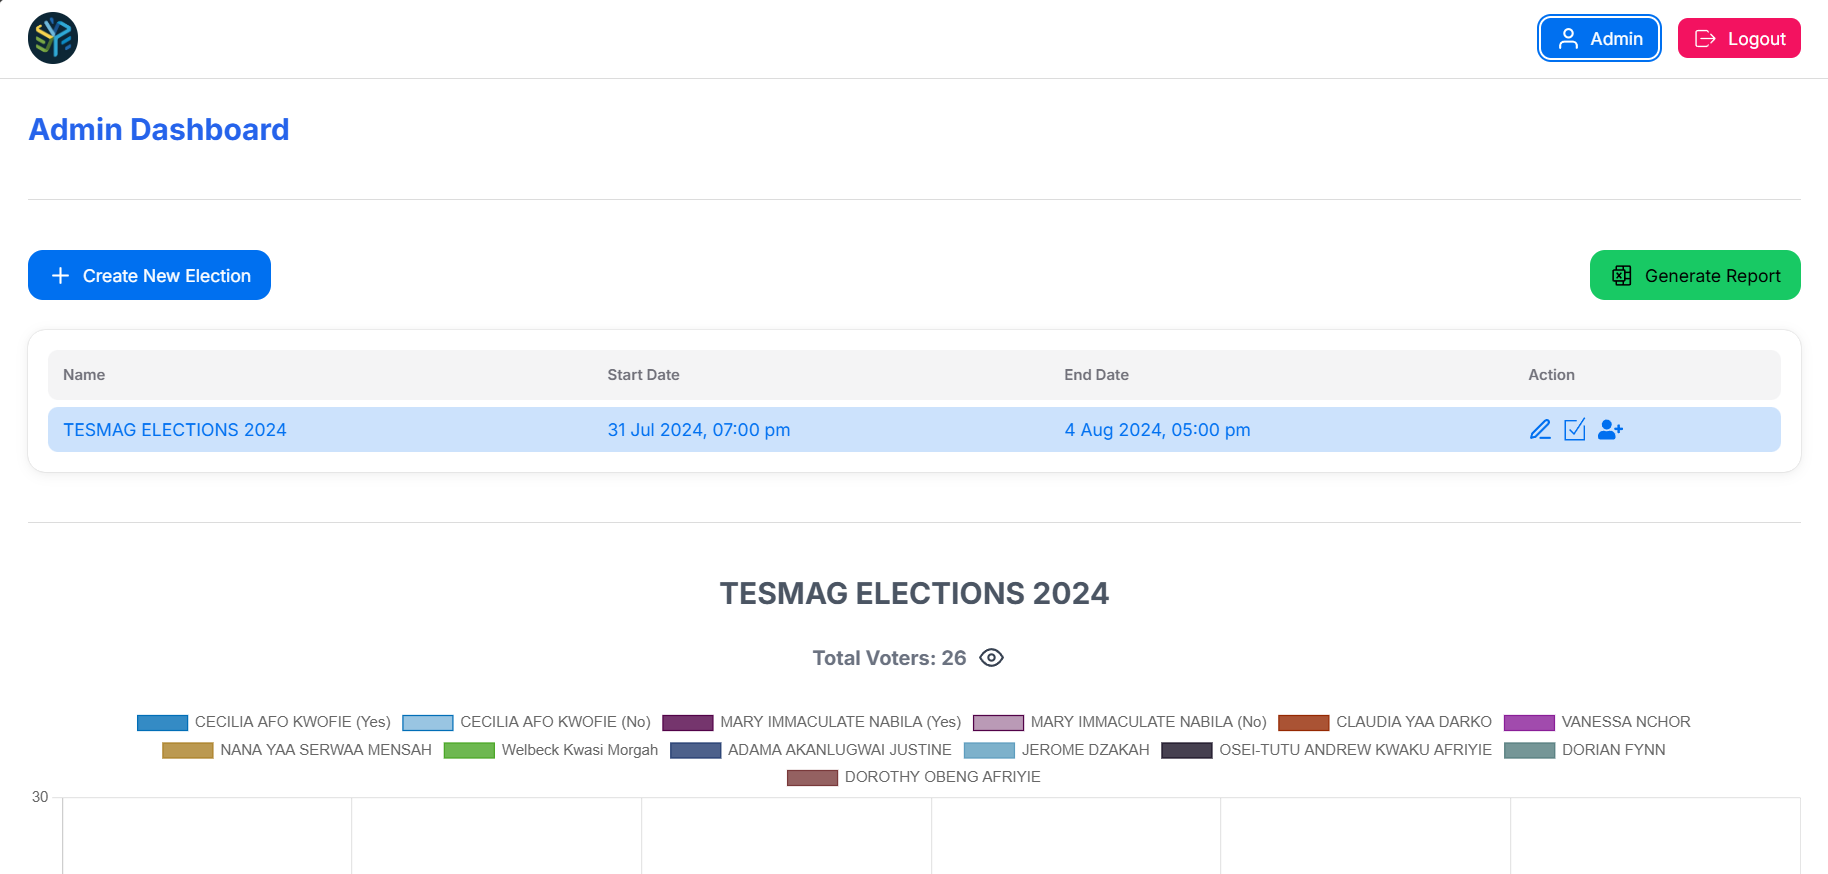 Admin Logout
Admin Dashboard
Create New Election Generate Report
Name Start Date End Date Action
TESMAG ELECTIONS 2024 31 Jul 2024, 07:00 pm 4 Aug 2024, 05:00 pm
TESMAG ELECTIONS 2024
Total Voters: 26
CECILIA AFO KWOFIE (Yes) CECILIA AFO KWOFIE (No) MARY IMMACULATE NABILA (Yes) MARY IMMACULATE NABILA (No) CLAUDIA YAA DARKO VANESSA NCHOR
NANA YAA SERWAA MENSAH Welbeck Kwasi Morgah ADAMA AKANLUGWAI JUSTINE JEROME DZAKAH OSEI-TUTU ANDREW KWAKU AFRIYIE DORIAN FYNN
DOROTHY OBENG AFRIYIE
30